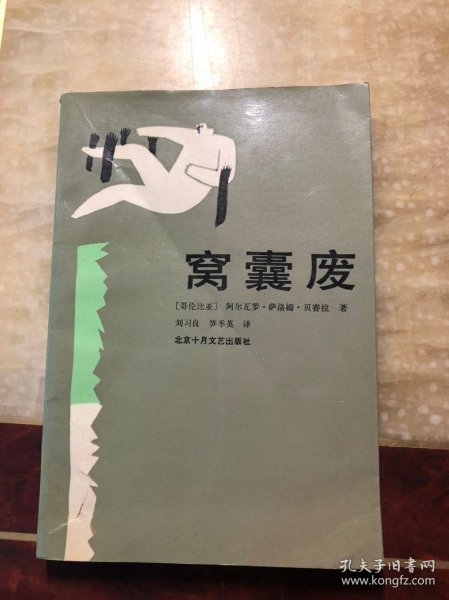 窝囊废
［哥伦比亚］ 阿尔瓦罗·萨洛姆·贝赛拉 著
刘习良 笋季英 译
北京十月文艺出版社
孔夫子旧书网
www.kongfz.com